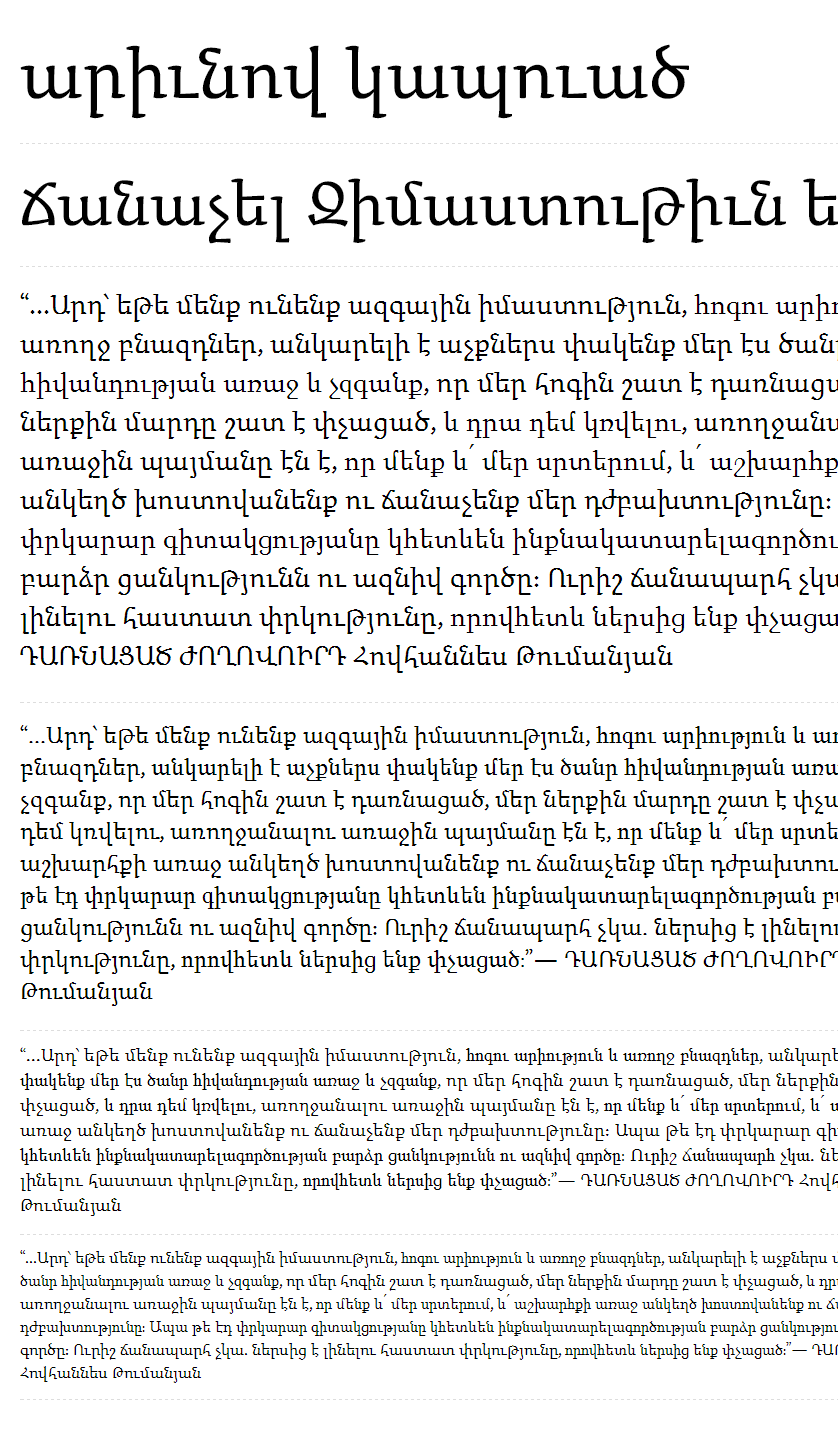 արիւնով կապուած
Ճանաչել Զիմաստութիւն ե
“…Արդ՝ եթե մենք ունենք ազգային իմաստություն, հոգու արի
առողջ բնազդներ, անկարելի է աչքներս փակենք մեր էս ծան
հիվանդության առաջ և չզգանք, որ մեր հոգին շատ է դառնաց
ներքին մարդը շատ է փչացած, և դրա դեմ կռվելու, առողջան
առաջին պայմանը էն է, որ մենք և՛ մեր սրտերում, և՛ աշխարհք
անկեղծ խոստովանենք ու ճանաչենք մեր դժբախտությունը։
փրկարար գիտակցությանը կհետևեն ինքնակատարելագործու
բարձր ցանկությունն ու ազնիվ գործը։ Ուրիշ ճանապարհ չկ
լինելու հաստատ փրկությունը, որովհետև ներսից ենք փչաց
ԴԱՌՆԱՑԱԾ ԺՈՂՈՎՈՒՐԴ Հովհաննես Թումանյան
“…Արդ՝ եթե մենք ունենք ազգային իմաստություն, հոգու արիություն և առ
բնազդներ, անկարելի է աչքներս փակենք մեր էս ծանր հիվանդության առա
չզգանք, որ մեր հոգին շատ է դառնացած, մեր ներքին մարդը շատ է փչա
դեմ կռվելու, առողջանալու առաջին պայմանը էն է, որ մենք և՛ մեր սրտե
աշխարհքի առաջ անկեղծ խոստովանենք ու ճանաչենք մեր դժբախտու
թե էդ փրկարար գիտակցությանը կհետևեն ինքնակատարելագործության բ
ցանկությունն ու ազնիվ գործը։ Ուրիշ ճանապարհ չկա. ներսից է լինելու
փրկությունը, որովհետև ներսից ենք փչացած։”— ԴԱՌՆԱՑԱԾ ԺՈՂՈՎՈՒՐԴ
Թումանյան
“…Արդ՝ եթե մենք ունենք ազգային իմաստություն, հոգու արիություն և առողջ բնազդներ, անկարե
փակենք մեր էս ծանր հիվանդության առաջ և չզգանք, որ մեր հոգին շատ է դառնացած, մեր ներքին
փչացած, և դրա դեմ կռվելու, առողջանալու առաջին պայմանը էն է, որ մենք և՛ մեր սրտերում, և՛
առաջ անկեղծ խոստովանենք ու ճանաչենք մեր դժբախտությունը։ Ապա թե էդ փրկարար գի
կհետևեն ինքնակատարելագործության բարձր ցանկությունն ու ազնիվ գործը։ Ուրիշ ճանապարհ չկա. նե
լինելու հաստատ փրկությունը, որովհետև ներսից ենք փչացած։”— ԴԱՌՆԱՑԱԾ ԺՈՂՈՎՈՒՐԴ Հովհ
Թումանյան
“…Արդ՝ եթե մենք ունենք ազգային իմաստություն, հոգու արիություն և առողջ բնազդներ, անկարելի է աչքներս
ծանր հիվանդության առաջ և չզգանք, որ մեր հոգին շատ է դառնացած, մեր ներքին մարդը շատ է փչացած, և դր
առողջանալու առաջին պայմանը էն է, որ մենք և՛ մեր սրտերում, և՛ աշխարհքի առաջ անկեղծ խոստովանենք ու ճ
դժբախտությունը։ Ապա թե էդ փրկարար գիտակցությանը կհետևեն ինքնակատարելագործության բարձր ցանկությու
գործը։ Ուրիշ ճանապարհ չկա. ներսից է լինելու հաստատ փրկությունը, որովհետև ներսից ենք փչացած։”— ԴԱ
Հովհաննես Թումանյան